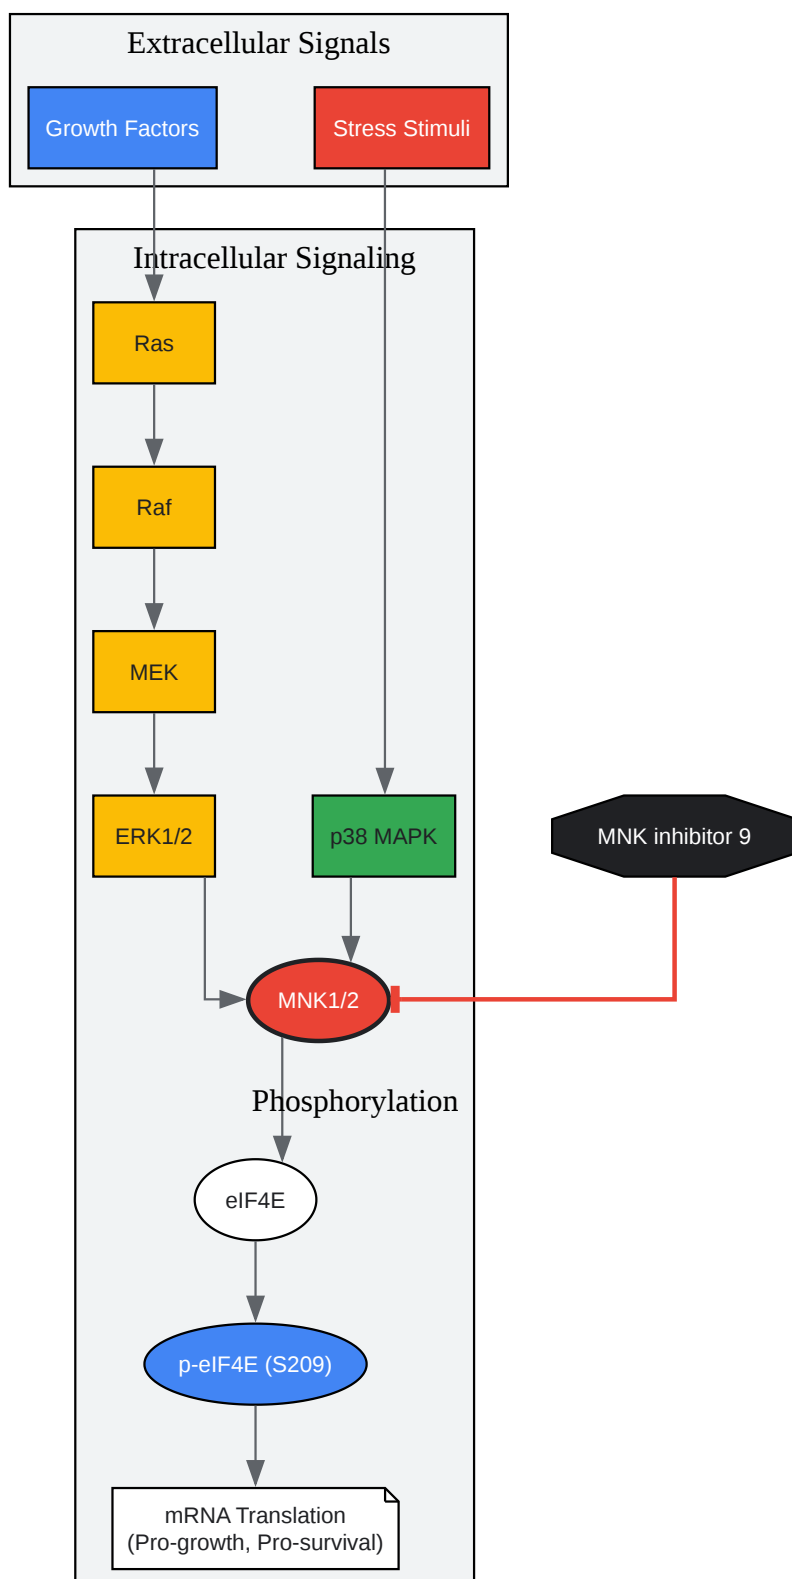 Extracellular Signals
Growth Factors
Stress Stimuli
Intracellular Signaling
Ras
Raf
MEK
ERK1/2
p38 MAPK
MNK inhibitor 9
MNK1/2
Phosphorylation
eIF4E
p-eIF4E (S209)
mRNA Translation
(Pro-growth, Pro-survival)